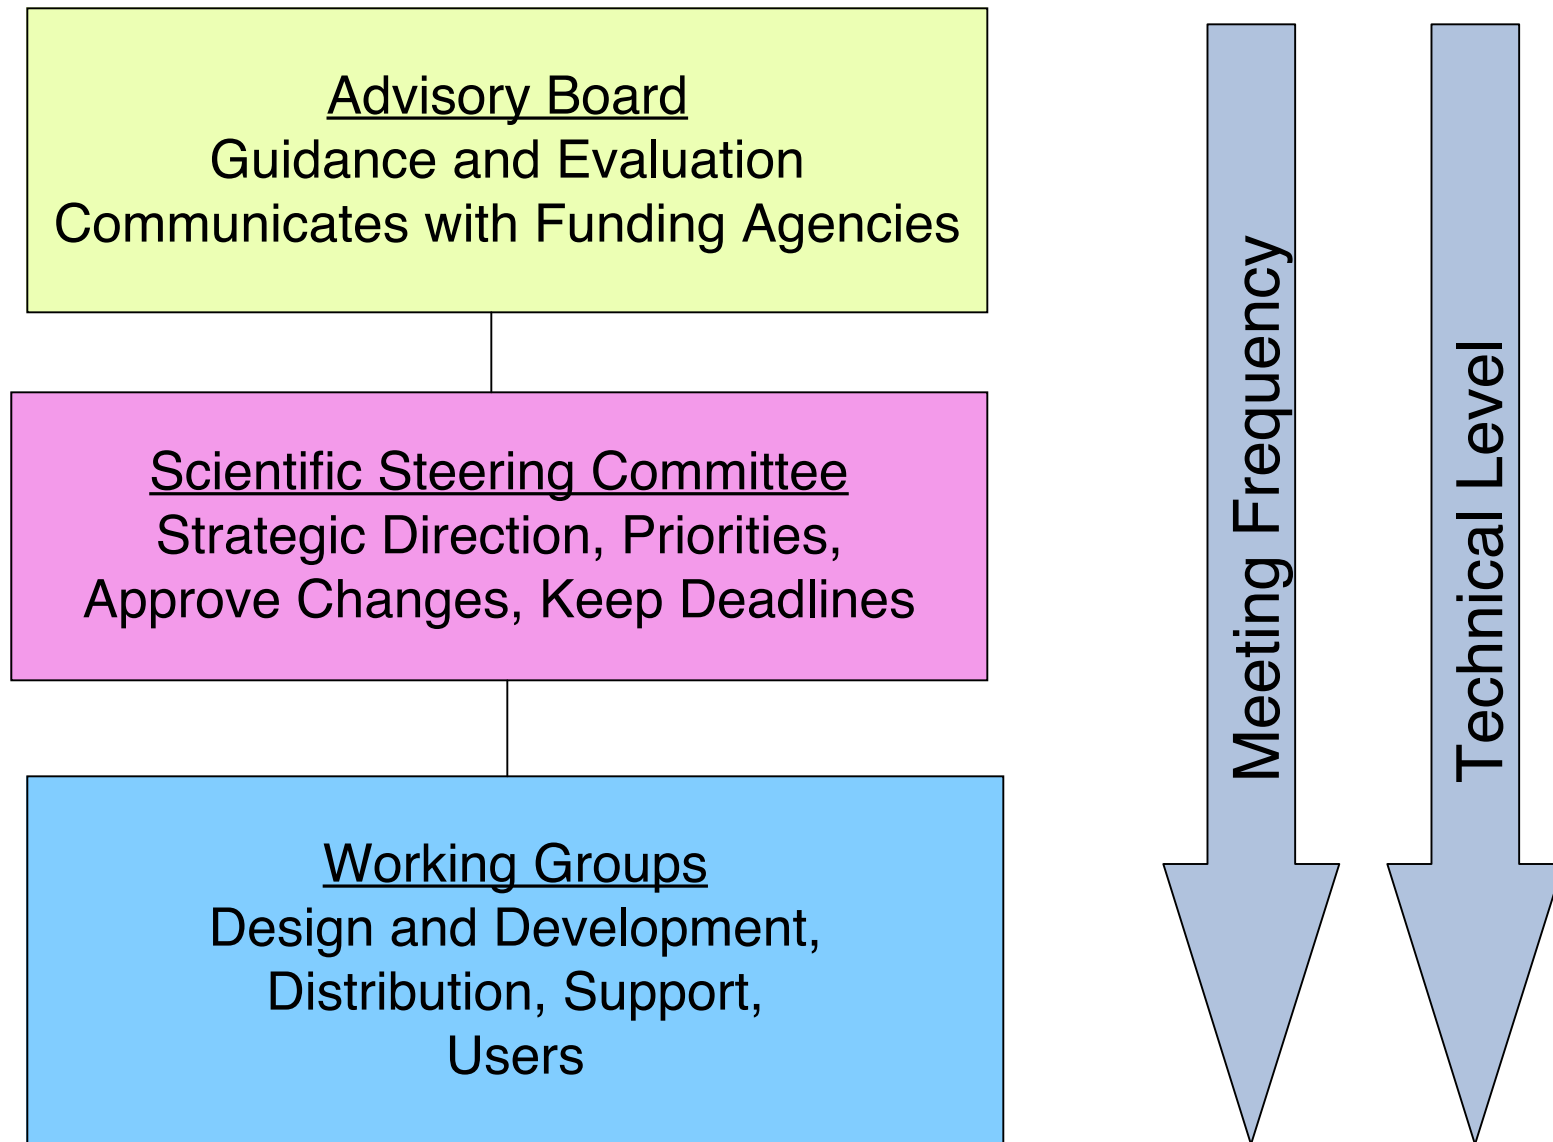 Advisory Board
Guidance and Evaluation
Communicates with Funding Agencies
Scientific Steering Committee
Strategic Direction, Priorities,
Approve Changes, Keep Deadlines
Working Groups
Design and Development,
Distribution, Support,
Users
Meeting Frequency
Technical Level